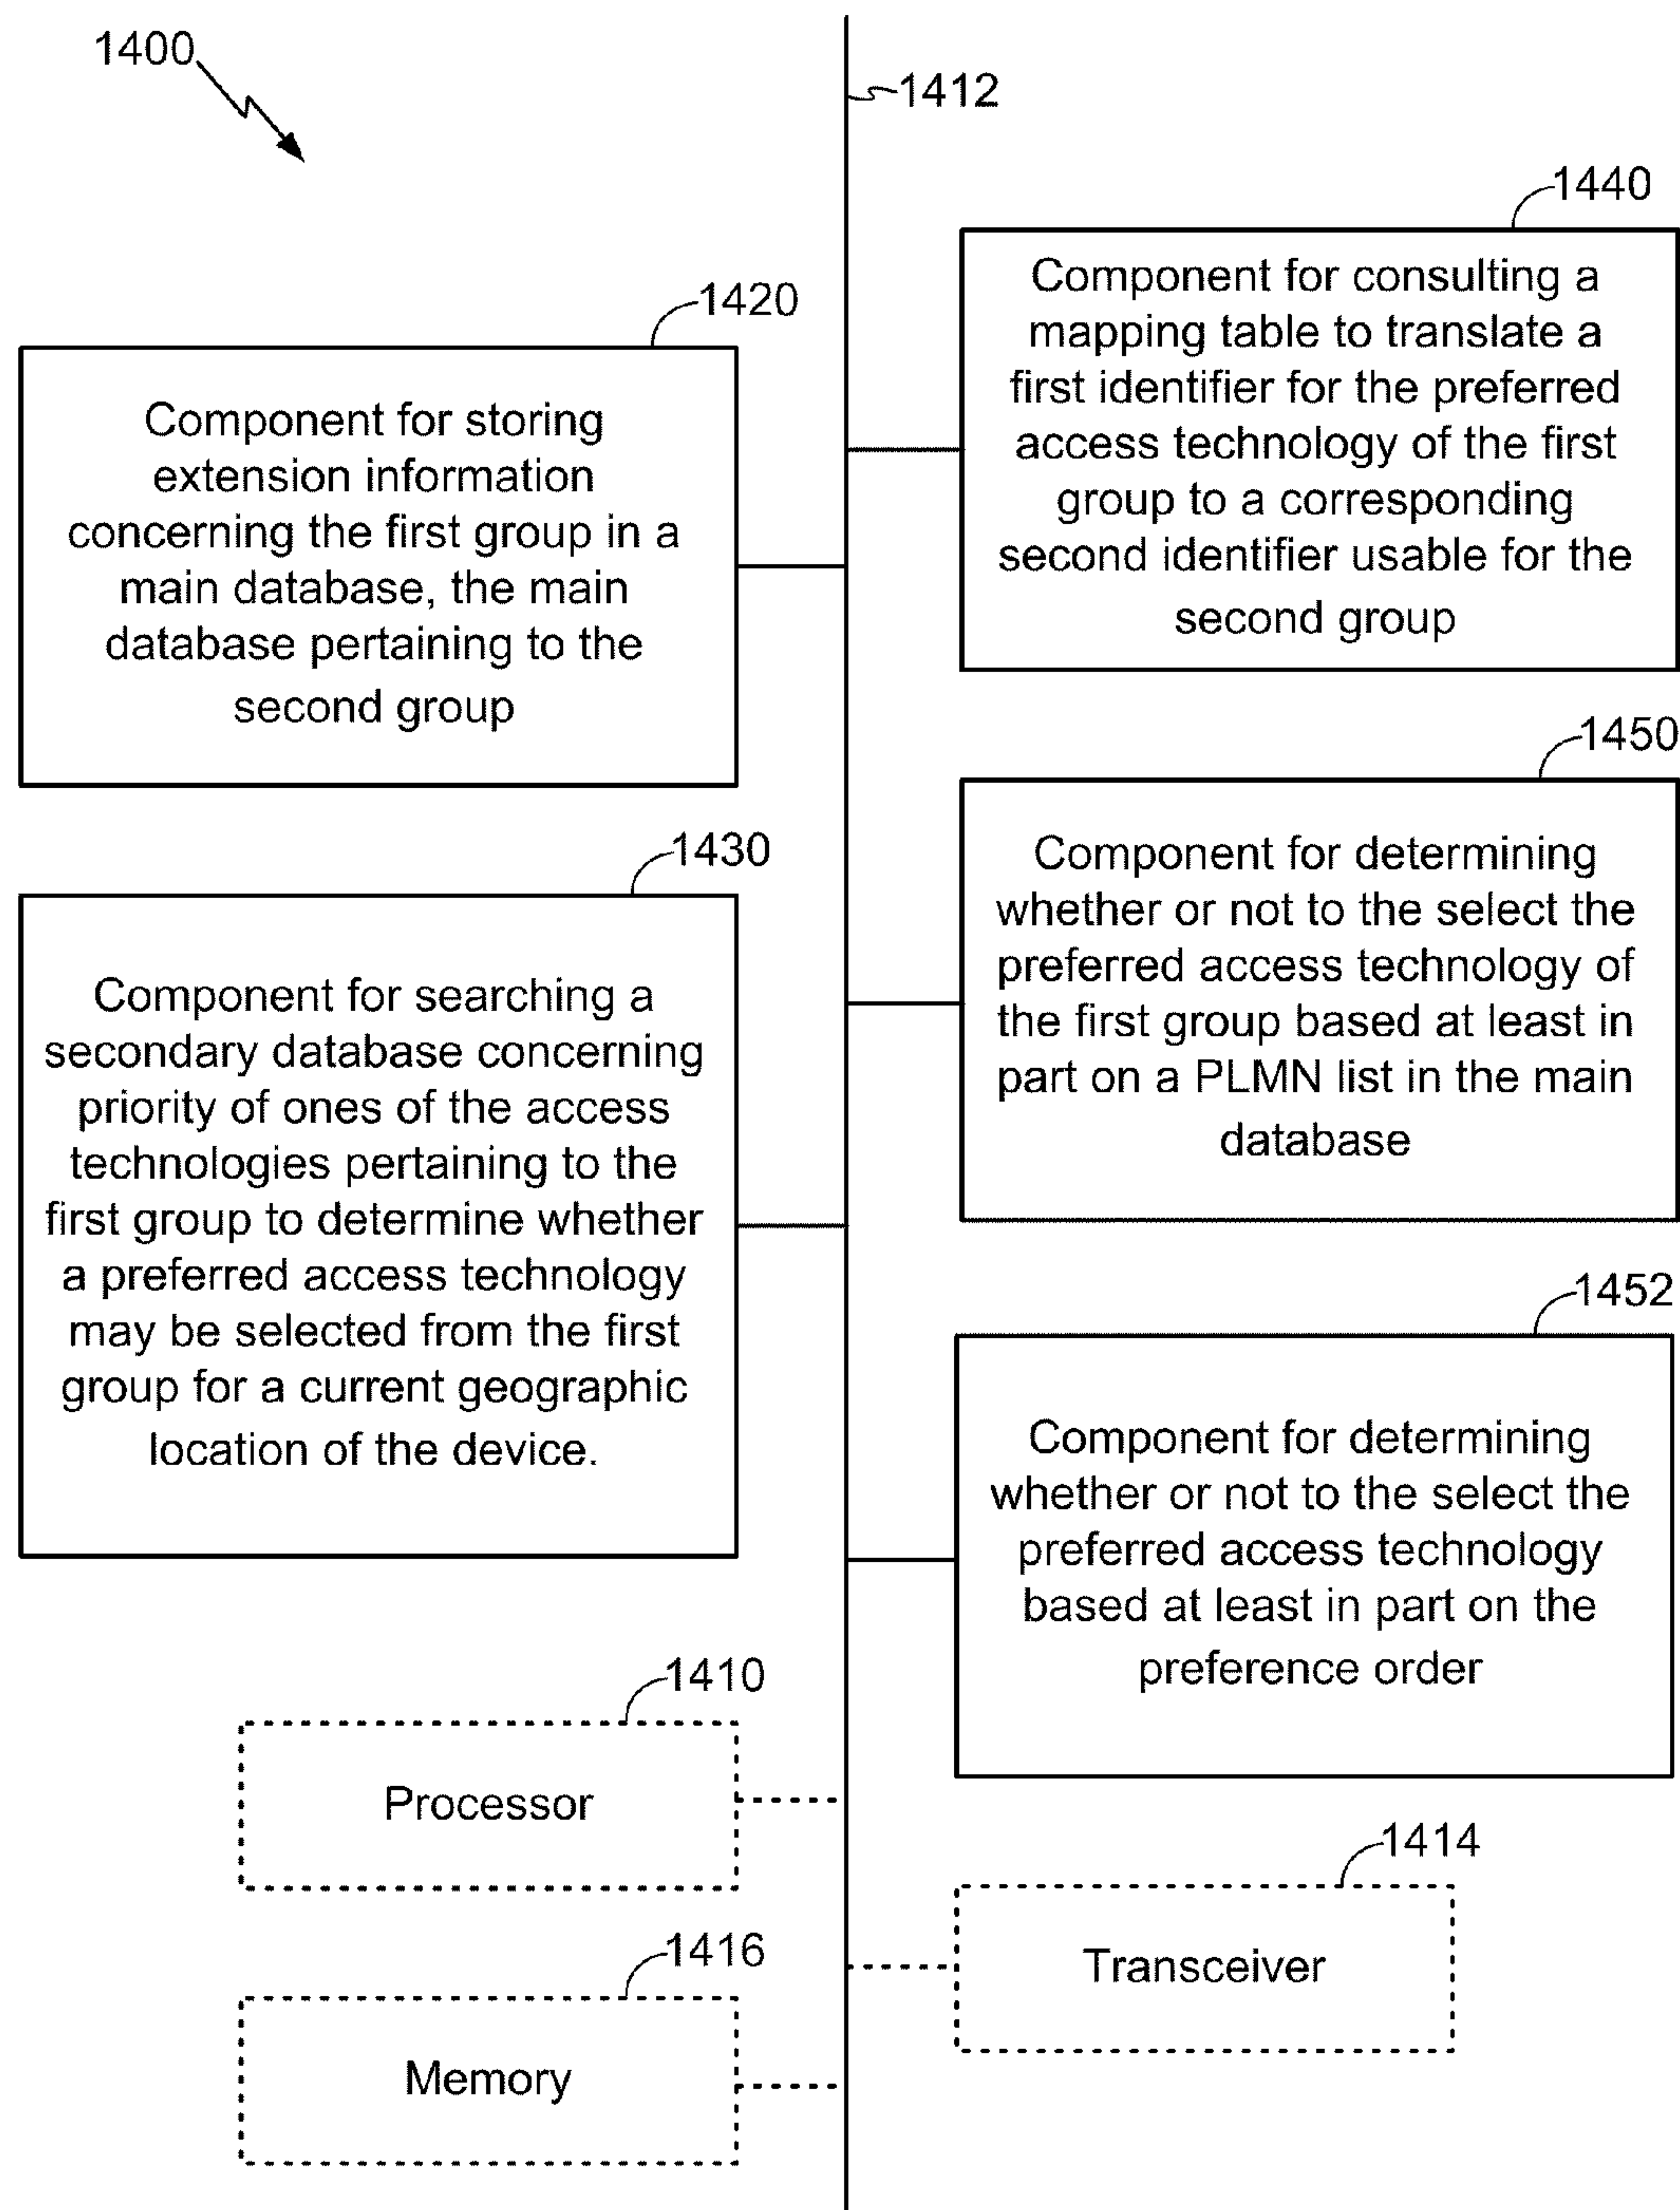 1400
1412
1420
Component for storing
extension information
concerning the first group in a
main database, the main
database pertaining to the
second group
1440
Component for consulting a
mapping table to translate a
first identifier for the preferred
access technology of the first
group to a corresponding
second identifier usable for the
second group
1430
Component for searching a
secondary database concerning
priority of ones of the access
technologies pertaining to the
first group to determine whether
a preferred access technology
may be selected from the first
group for a current geographic
location of the device.
1450
Component for determining
whether or not to the select the
preferred access technology of
the first group based at least in
part on a PLMN list in the main
database
1452
Component for determining
whether or not to the select the
preferred access technology
based at least in part on the
preference order
1410
Processor
1414
Transceiver
1416
Memory